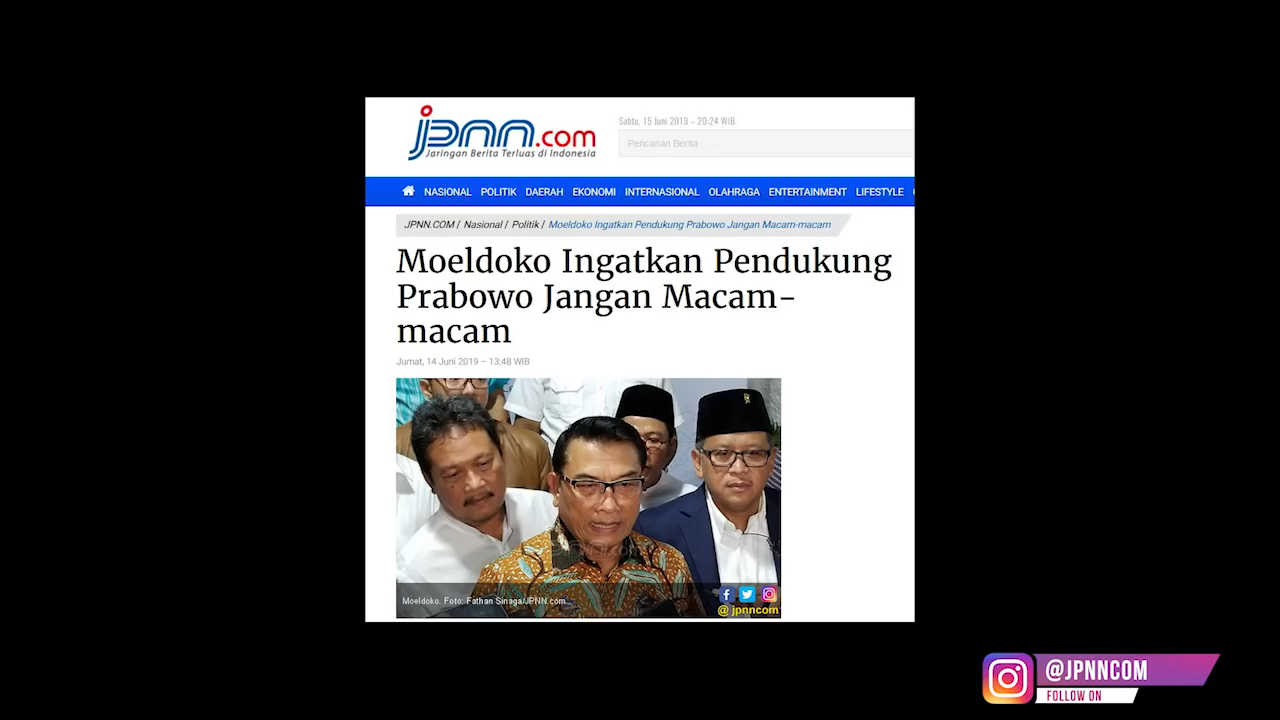 jpnn.com
Jaringan Berita Terluas di Indonesia
Sabtu, 15 Juni 2019 – 20:24 WIB
Pencarian Berita......
NASIONAL POLITIK DAERAH EKONOMI INTERNASIONAL OLAHRAGA ENTERTAINMENT LIFESTYLE
JPNN.COM / Nasional / Politik / Moeldoko Ingatkan Pendukung Prabowo Jangan Macam-macam
Moeldoko Ingatkan Pendukung
Prabowo Jangan Macam-
macam
Jumat, 14 Juni 2019 – 13:48 WIB
JPNN.com
Moeldoko. Foto: Fathan Sinaga/JPNN.com
@jpnncom
@JPNNCOM
FOLLOW ON